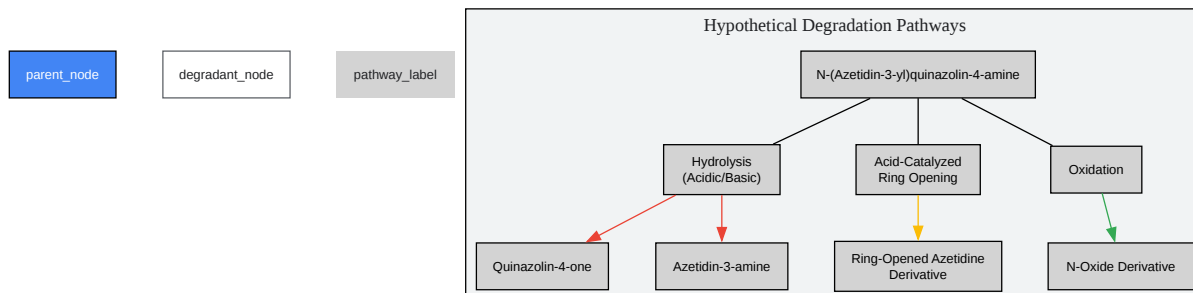 Hypothetical Degradation Pathways
parent_node
degradant_node
pathway_label
N-(Azetidin-3-yl)quinazolin-4-amine
Hydrolysis
(Acidic/Basic)
Acid-Catalyzed
Ring Opening
Oxidation
Quinazolin-4-one
Azetidin-3-amine
Ring-Opened Azetidine
Derivative
N-Oxide Derivative